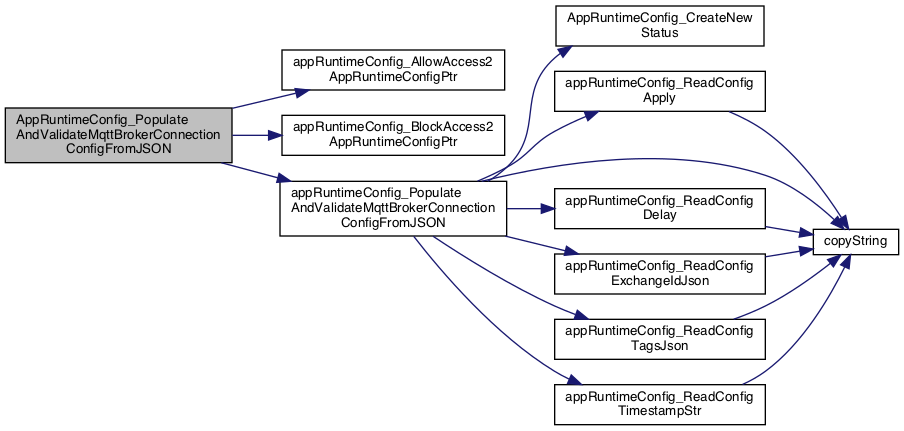 AppRuntimeConfig_Populate
AndValidateMqttBrokerConnection
ConfigFromJSON
appRuntimeConfig_AllowAccess2
AppRuntimeConfigPtr
appRuntimeConfig_BlockAccess2
AppRuntimeConfigPtr
appRuntimeConfig_Populate
AndValidateMqttBrokerConnection
ConfigFromJSON
AppRuntimeConfig_CreateNew
Status
appRuntimeConfig_ReadConfig
Apply
appRuntimeConfig_ReadConfig
Delay
appRuntimeConfig_ReadConfig
ExchangeIdJson
appRuntimeConfig_ReadConfig
TagsJson
appRuntimeConfig_ReadConfig
TimestampStr
copyString